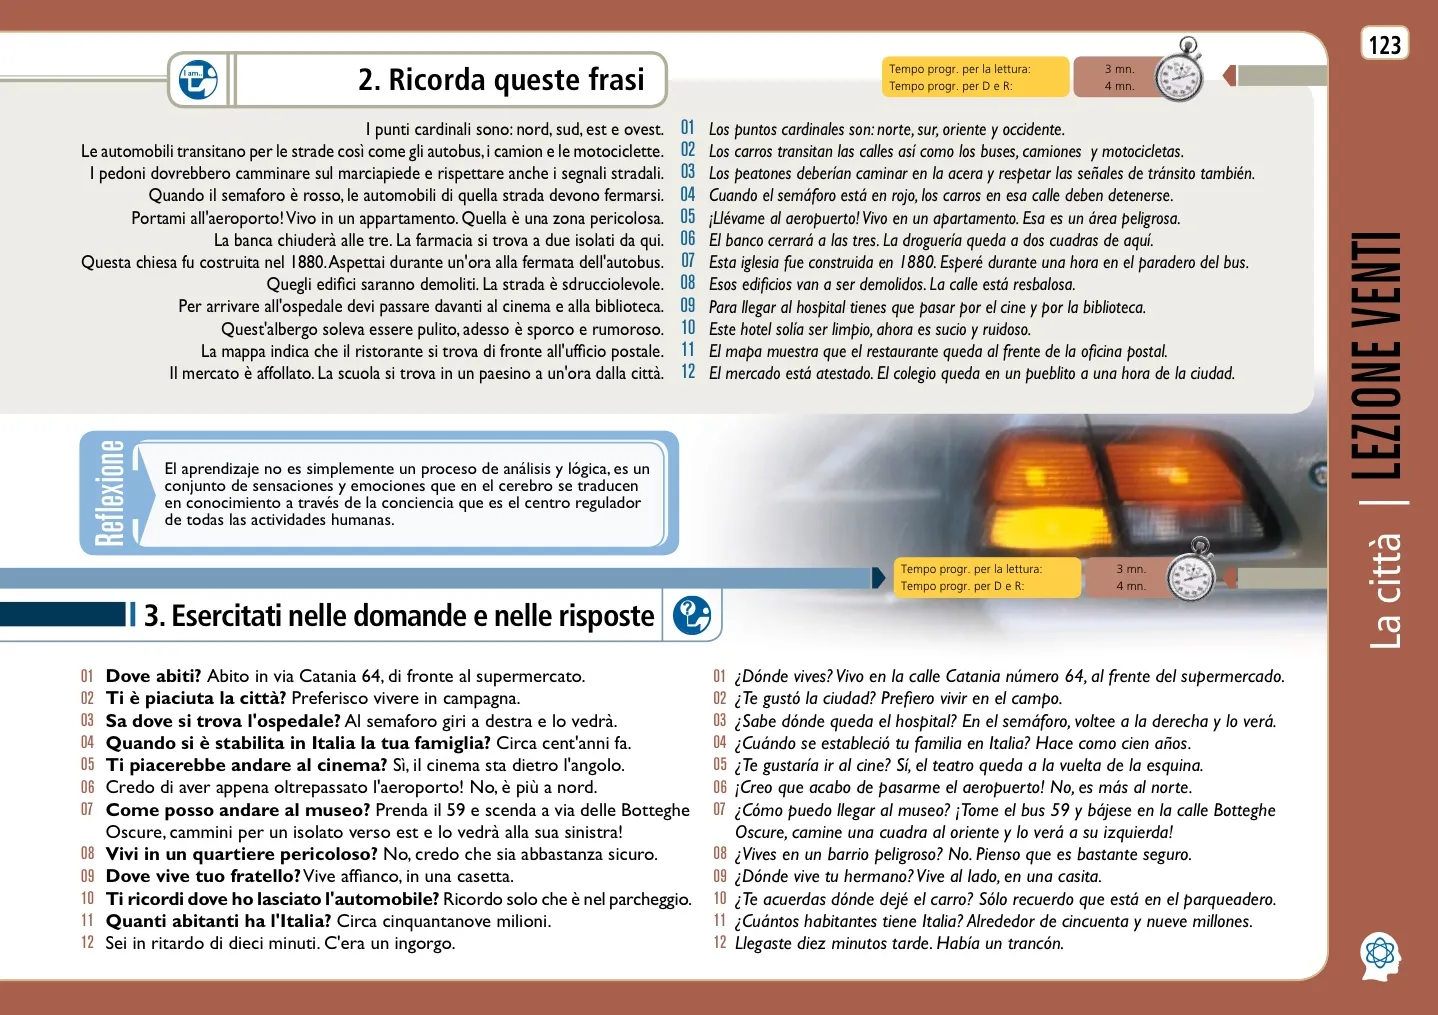 123
I am...
2. Ricorda queste frasi
Tempo progr. per la lettura: 3 mn.
Tempo progr. per D e R: 4 mn.
I punti cardinali sono: nord, sud, est e ovest. 01 Los puntos cardinales son: norte, sur, oriente y occidente.
Le automobili transitano per le strade così come gli autobus, i camion e le motociclette. 02 Los carros transitan las calles así como los buses, camiones y motocicletas.
I pedoni dovrebbero camminare sul marciapiede e rispettare anche i segnali stradali. 03 Los peatones deberían caminar en la acera y respetar las señales de tránsito también.
Quando il semaforo è rosso, le automobili di quella strada devono fermarsi. 04 Cuando el semáforo está en rojo, los carros en esa calle deben detenerse.
Portami all'aeroporto! Vivo in un appartamento. Quella è una zona pericolosa. 05 ¡Llévame al aeropuerto! Vivo en un apartamento. Esa es un área peligrosa.
La banca chiuderà alle tre. La farmacia si trova a due isolati da qui. 06 El banco cerrará a las tres. La droguería queda a dos cuadras de aquí.
Questa chiesa fu costruita nel 1880. Aspettai durante un'ora alla fermata dell'autobus. 07 Esta iglesia fue construida en 1880. Esperé durante una hora en el paradero del bus.
Quegli edifici saranno demoliti. La strada è sdrucciolevole. 08 Esos edificios van a ser demolidos. La calle está resbalosa.
Per arrivare all'ospedale devi passare davanti al cinema e alla biblioteca. 09 Para llegar al hospital tienes que pasar por el cine y por la biblioteca.
Quest'albergo soleva essere pulito, adesso è sporco e rumoroso. 10 Este hotel solía ser limpio, ahora es sucio y ruidoso.
La mappa indica che il ristorante si trova di fronte all'ufficio postale. 11 El mapa muestra que el restaurante queda al frente de la oficina postal.
Il mercato è affollato. La scuola si trova in un paesino a un'ora dalla città. 12 El mercado está atestado. El colegio queda en un pueblito a una hora de la ciudad.
Reflexione
El aprendizaje no es simplemente un proceso de análisis y lógica, es un
conjunto de sensaciones y emociones que en el cerebro se traducen
en conocimiento a través de la conciencia que es el centro regulador
de todas las actividades humanas.
Tempo progr. per la lettura: 3 mn.
Tempo progr. per D e R: 4 mn.
3. Esercitati nelle domande e nelle risposte
?
01 Dove abiti? Abito in via Catania 64, di fronte al supermercato.
02 Ti è piaciuta la città? Preferisco vivere in campagna.
03 Sa dove si trova l'ospedale? Al semaforo giri a destra e lo vedrà.
04 Quando si è stabilita in Italia la tua famiglia? Circa cent'anni fa.
05 Ti piacerebbe andare al cinema? Sì, il cinema sta dietro l'angolo.
06 Credo di aver appena oltrepassato l'aeroporto! No, è più a nord.
07 Come posso andare al museo? Prenda il 59 e scenda a via delle Botteghe
Oscure, cammini per un isolato verso est e lo vedrà alla sua sinistra!
08 Vivi in un quartiere pericoloso? No, credo che sia abbastanza sicuro.
09 Dove vive tuo fratello? Vive affianco, in una casetta.
10 Ti ricordi dove ho lasciato l'automobile? Ricordo solo che è nel parcheggio.
11 Quanti abitanti ha l'Italia? Circa cinquantanove milioni.
12 Sei in ritardo di dieci minuti. C'era un ingorgo.
01 ¿Dónde vives? Vivo en la calle Catania número 64, al frente del supermercado.
02 ¿Te gustó la ciudad? Prefiero vivir en el campo.
03 ¿Sabe dónde queda el hospital? En el semáforo, voltee a la derecha y lo verá.
04 ¿Cuándo se estableció tu familia en Italia? Hace como cien años.
05 ¿Te gustaría ir al cine? Sí, el teatro queda a la vuelta de la esquina.
06 ¡Creo que acabo de pasarme el aeropuerto! No, es más al norte.
07 ¿Cómo puedo llegar al museo? ¡Tome el bus 59 y bájese en la calle Botteghe
Oscure, camine una cuadra al oriente y lo verá a su izquierda!
08 ¿Vives en un barrio peligroso? No. Pienso que es bastante seguro.
09 ¿Dónde vive tu hermano? Vive al lado, en una casita.
10 ¿Te acuerdas dónde dejé el carro? Sólo recuerdo que está en el parqueadero.
11 ¿Cuántos habitantes tiene Italia? Alrededor de cincuenta y nueve millones.
12 Llegaste diez minutos tarde. Había un trancón.
La città | LEZIONE VENTI